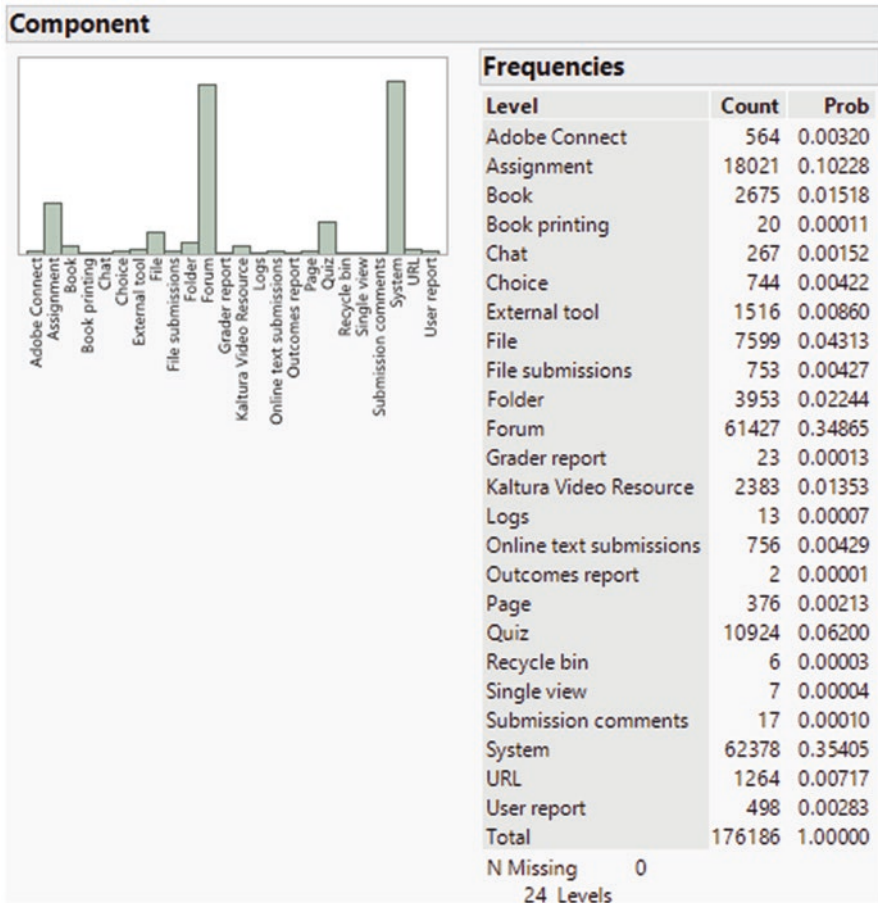 Component
Adobe Connect
Assignment
Book
Book printing
Chat
Choice
External tool
File
File submissions
Folder
Forum
Grader report
Kaltura Video Resource
Logs
Online text submissions
Outcomes report
Page
Quiz
Recycle bin
Single view
Submission comments
System
URL
User report
Frequencies
Level Count Prob
Adobe Connect 564 0.00320
Assignment 18021 0.10228
Book 2675 0.01518
Book printing 20 0.00011
Chat 267 0.00152
Choice 744 0.00422
External tool 1516 0.00860
File 7599 0.04313
File submissions 753 0.00427
Folder 3953 0.02244
Forum 61427 0.34865
Grader report 23 0.00013
Kaltura Video Resource 2383 0.01353
Logs 13 0.00007
Online text submissions 756 0.00429
Outcomes report 2 0.00001
Page 376 0.00213
Quiz 10924 0.06200
Recycle bin 6 0.00003
Single view 7 0.00004
Submission comments 17 0.00010
System 62378 0.35405
URL 1264 0.00717
User report 498 0.00283
Total 176186 1.00000
N Missing 0
24 Levels